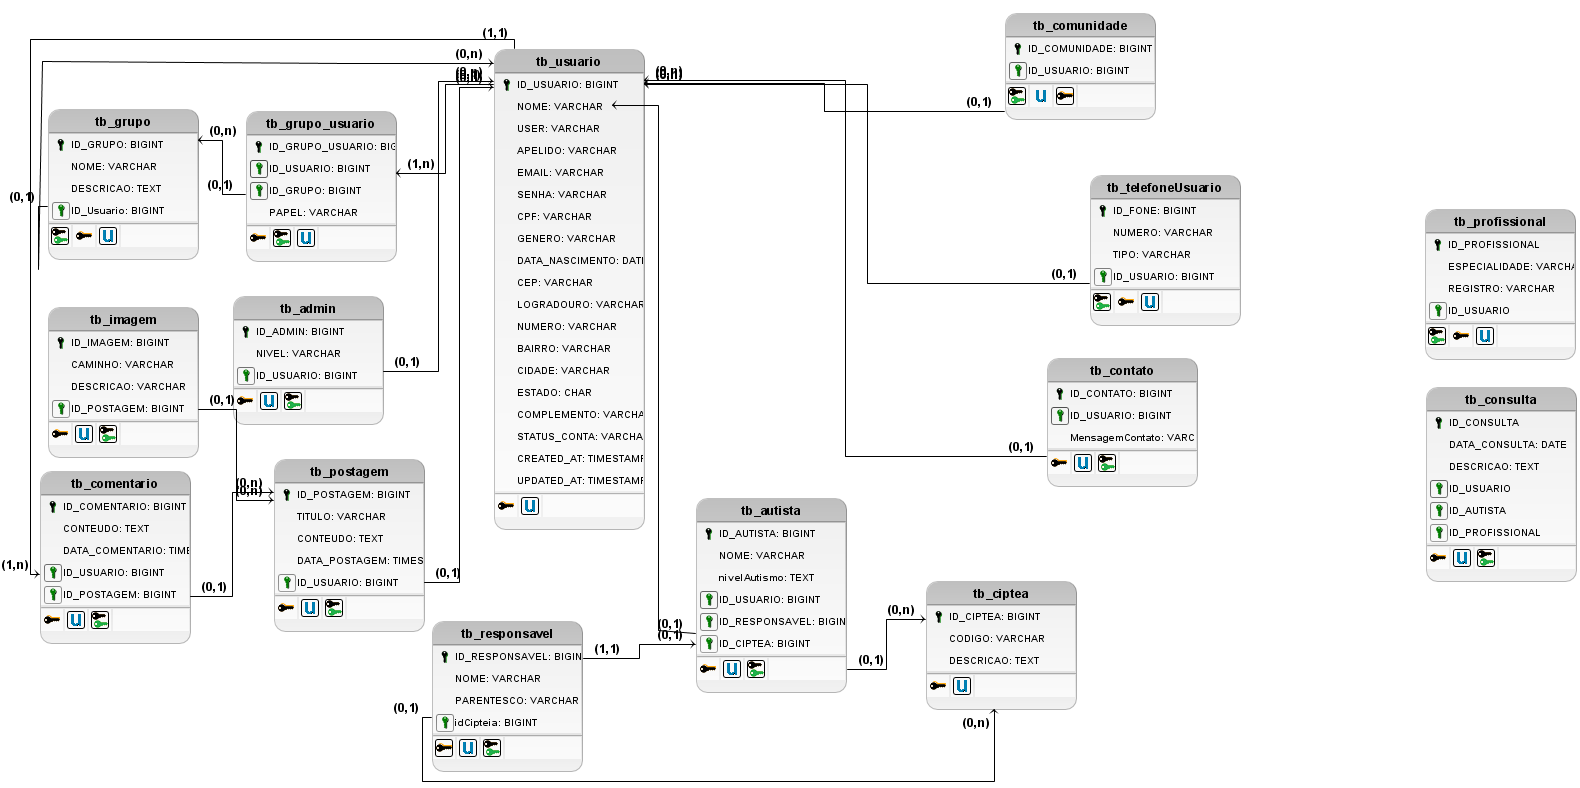 tb_comunidade
ID_COMUNIDADE: BIGINT
ID_USUARIO: BIGINT
(0,1)
(1,1)
(0,n)
(0,n)
tb_usuario
ID_USUARIO: BIGINT
NOME: VARCHAR
USER: VARCHAR
APELIDO: VARCHAR
EMAIL: VARCHAR
SENHA: VARCHAR
CPF: VARCHAR
GENERO: VARCHAR
DATA_NASCIMENTO: DATE
CEP: VARCHAR
LOGRADOURO: VARCHAR
NUMERO: VARCHAR
BAIRRO: VARCHAR
CIDADE: VARCHAR
ESTADO: CHAR
COMPLEMENTO: VARCHA
STATUS_CONTA: VARCHA
CREATED_AT: TIMESTAMP
UPDATED_AT: TIMESTAMP
U
(0,n)
U
tb_grupo
ID_GRUPO: BIGINT
NOME: VARCHAR
DESCRICAO: TEXT
ID_Usuario: BIGINT
U
(0,1)
(0,n)
(0,1)
tb_grupo_usuario
ID_GRUPO_USUARIO: BIG
ID_USUARIO: BIGINT
ID_GRUPO: BIGINT
PAPEL: VARCHAR
U
(1,n)
tb_telefoneUsuario
ID_FONE: BIGINT
NUMERO: VARCHAR
TIPO: VARCHAR
ID_USUARIO: BIGINT
U
(0,1)
tb_profissional
ID_PROFISSIONAL
ESPECIALIDADE: VARCHA
REGISTRO: VARCHAR
ID_USUARIO
U
tb_imagem
ID_IMAGEM: BIGINT
CAMINHO: VARCHAR
DESCRICAO: VARCHAR
ID_POSTAGEM: BIGINT
U
(0,1)
tb_admin
ID_ADMIN: BIGINT
NIVEL: VARCHAR
ID_USUARIO: BIGINT
U
(0,1)
tb_contato
ID_CONTATO: BIGINT
ID_USUARIO: BIGINT
MensagemContato: VARC
U
(0,1)
tb_consulta
ID_CONSULTA
DATA_CONSULTA: DATE
DESCRICAO: TEXT
ID_USUARIO
ID_AUTISTA
ID_PROFISSIONAL
U
tb_comentario
ID_COMENTARIO: BIGINT
CONTEUDO: TEXT
DATA_COMENTARIO: TIME
ID_USUARIO: BIGINT
ID_POSTAGEM: BIGINT
U
(1,n)
(0,1)
(0,n)
(0,n)
tb_postagem
ID_POSTAGEM: BIGINT
TITULO: VARCHAR
CONTEUDO: TEXT
DATA_POSTAGEM: TIMES
ID_USUARIO: BIGINT
U
(0,1)
tb_autista
ID_AUTISTA: BIGINT
NOME: VARCHAR
nivelAutismo: TEXT
ID_USUARIO: BIGINT
ID_RESPONSAVEL: BIGIN
ID_CIPTEA: BIGINT
U
(0,1)
(0,1)
(0,1)
(0,n)
tb_ciptea
ID_CIPTEA: BIGINT
CODIGO: VARCHAR
DESCRICAO: TEXT
U
(0,n)
tb_responsavel
ID_RESPONSAVEL: BIGIN
NOME: VARCHAR
PARENTESCO: VARCHAR
idCipteia: BIGINT
U
(1,1)
(0,1)